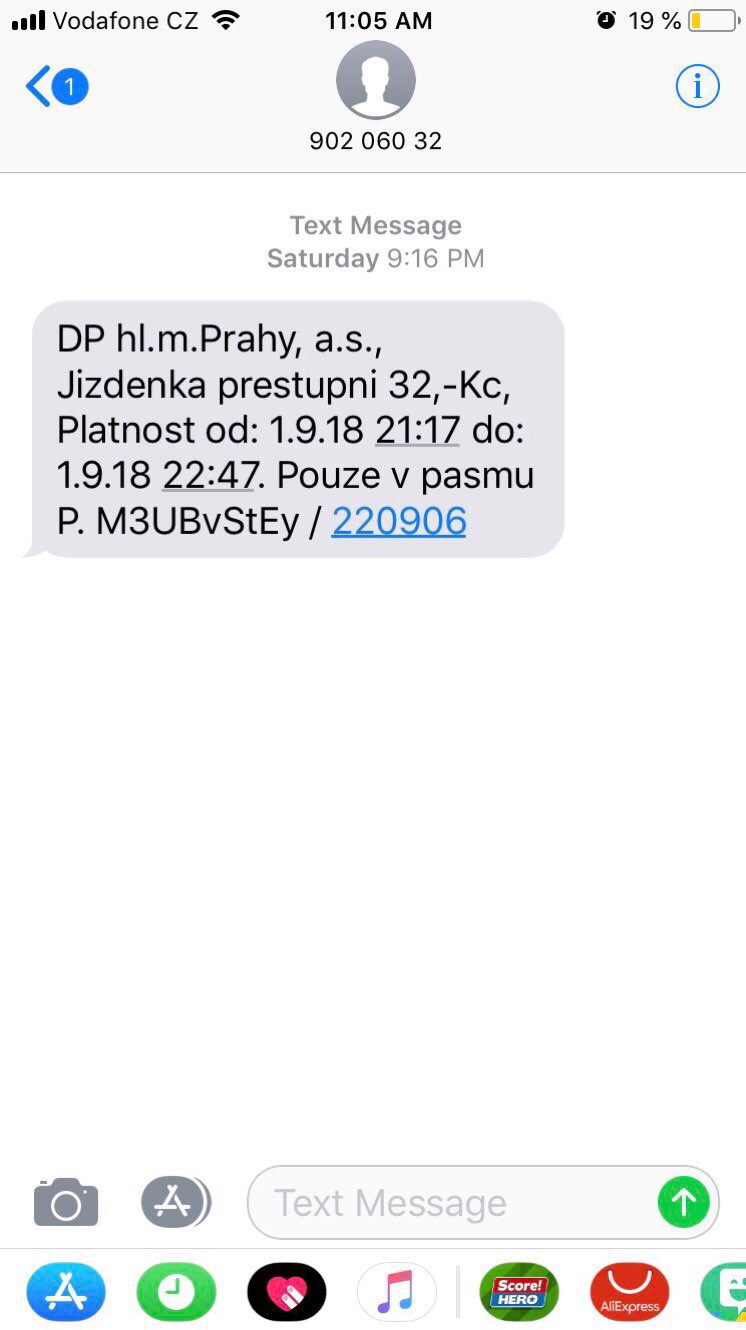 Vodafone CZ 11:05 AM 19 %
1
902 060 32
Text Message
Saturday 9:16 PM
DP hl.m.Prahy, a.s.,
Jizdenka prestupni 32,-Kc,
Platnost od: 1.9.18 21:17 do:
1.9.18 22:47. Pouze v pasmu
P. M3UBvStEy / 220906
Text Message
Score!
HERO
AliExpress